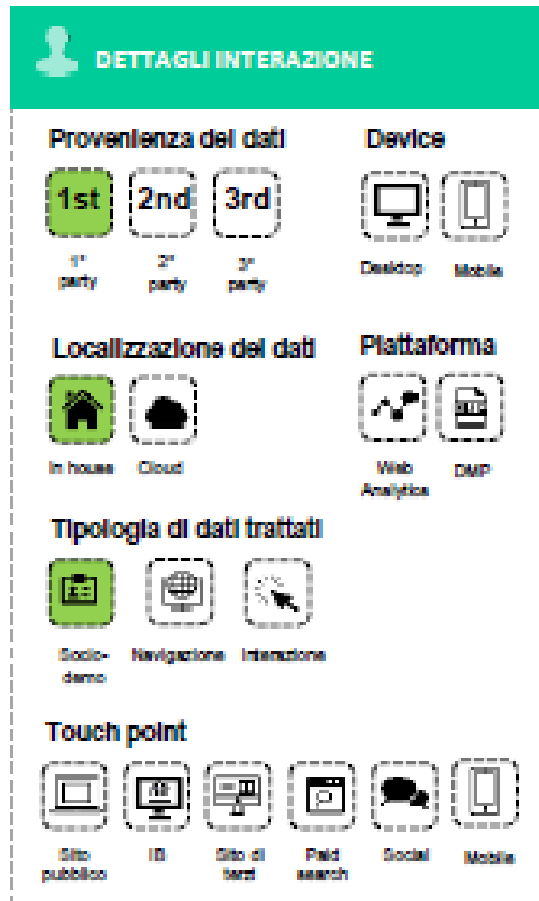 DETTAGLI INTERAZIONE
Provenienza dei dati
Device
1st 2nd 3rd
1° party
2° party
3° party
Desktop
Mobile
Localizzazione dei dati
Piattaforma
In house
Cloud
Web Analytics
DMP
Tipologia di dati trattati
Socio-
demo
Navigazione
Interazione
Touch point
Sito
pubblico
IB
Sito di
terzi
Paid
search
Social
Mobile